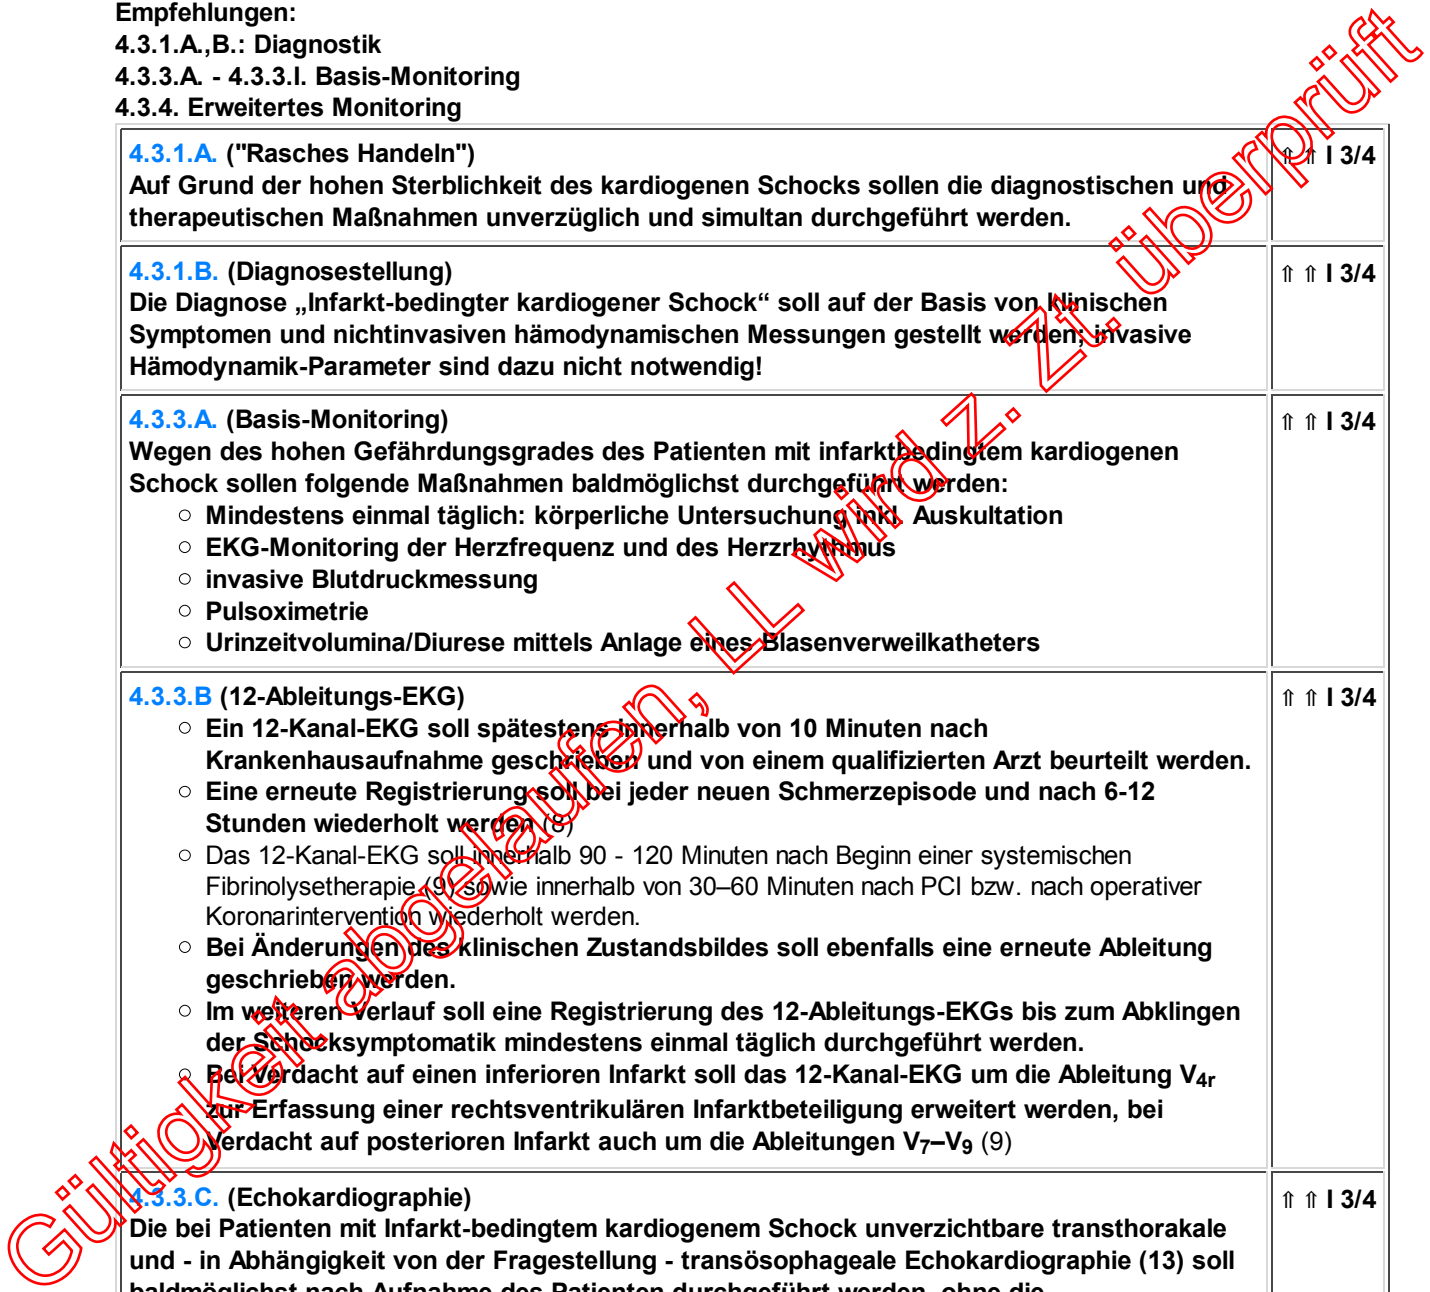 Empfehlungen:
4.3.1.A.,B.: Diagnostik
4.3.3.A. - 4.3.3.I. Basis-Monitoring
4.3.4. Erweitertes Monitoring
4.3.1.A. ("Rasches Handeln")
Auf Grund der hohen Sterblichkeit des kardiogenen Schocks sollen die diagnostischen und
therapeutischen Maßnahmen unverzüglich und simultan durchgeführt werden.
⇑ ⇑ I 3/4
4.3.1.B. (Diagnosestellung)
Die Diagnose „Infarkt-bedingter kardiogener Schock“ soll auf der Basis von klinischen
Symptomen und nichtinvasiven hämodynamischen Messungen gestellt werden; invasive
Hämodynamik-Parameter sind dazu nicht notwendig!
⇑ ⇑ I 3/4
4.3.3.A. (Basis-Monitoring)
Wegen des hohen Gefährdungsgrades des Patienten mit infarktbedingtem kardiogenen
Schock sollen folgende Maßnahmen baldmöglichst durchgeführt werden:
○ Mindestens einmal täglich: körperliche Untersuchung inkl. Auskultation
○ EKG-Monitoring der Herzfrequenz und des Herzrhythmus
○ invasive Blutdruckmessung
○ Pulsoximetrie
○ Urinzeitvolumina/Diurese mittels Anlage eines Blasenverweilkatheters
⇑ ⇑ I 3/4
4.3.3.B (12-Ableitungs-EKG)
○ Ein 12-Kanal-EKG soll spätestens innerhalb von 10 Minuten nach
Krankenhausaufnahme geschrieben und von einem qualifizierten Arzt beurteilt werden.
○ Eine erneute Registrierung soll bei jeder neuen Schmerzepisode und nach 6-12
Stunden wiederholt werden (8)
○ Das 12-Kanal-EKG soll innerhalb 90 - 120 Minuten nach Beginn einer systemischen
Fibrinolysetherapie (9) sowie innerhalb von 30–60 Minuten nach PCI bzw. nach operativer
Koronarintervention wiederholt werden.
○ Bei Änderungen des klinischen Zustandsbildes soll ebenfalls eine erneute Ableitung
geschrieben werden.
○ Im weiteren Verlauf soll eine Registrierung des 12-Ableitungs-EKGs bis zum Abklingen
der Schocksymptomatik mindestens einmal täglich durchgeführt werden.
○ Bei Verdacht auf einen inferioren Infarkt soll das 12-Kanal-EKG um die Ableitung V4r
zur Erfassung einer rechtsventrikulären Infarktbeteiligung erweitert werden, bei
Verdacht auf posterioren Infarkt auch um die Ableitungen V7–V9 (9)
⇑ ⇑ I 3/4
4.3.3.C. (Echokardiographie)
Die bei Patienten mit Infarkt-bedingtem kardiogenem Schock unverzichtbare transthorakale
und - in Abhängigkeit von der Fragestellung - transösophageale Echokardiographie (13) soll
baldmöglichst nach Aufnahme des Patienten durchgeführt werden, ohne die
⇑ ⇑ I 3/4
Gültigkeit abgelaufen, LL wird z. Zt. überprüft